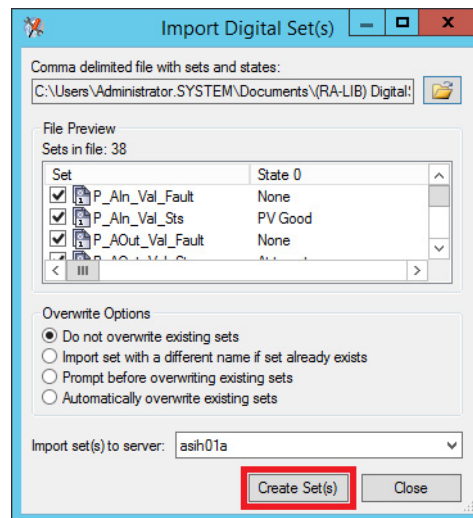 Import Digital Set(s)
Comma delimited file with sets and states:
C:\Users\Administrator.SYSTEM\Documents\(RA-LIB) Digital
File Preview
Sets in file: 38
Set State 0
P_AIn_Val_Fault None
P_AIn_Val_Sts PV Good
P_AOut_Val_Fault None
Overwrite Options
Do not overwrite existing sets
Import set with a different name if set already exists
Prompt before overwriting existing sets
Automatically overwrite existing sets
Import set(s) to server: asih01a
Create Set(s) Close